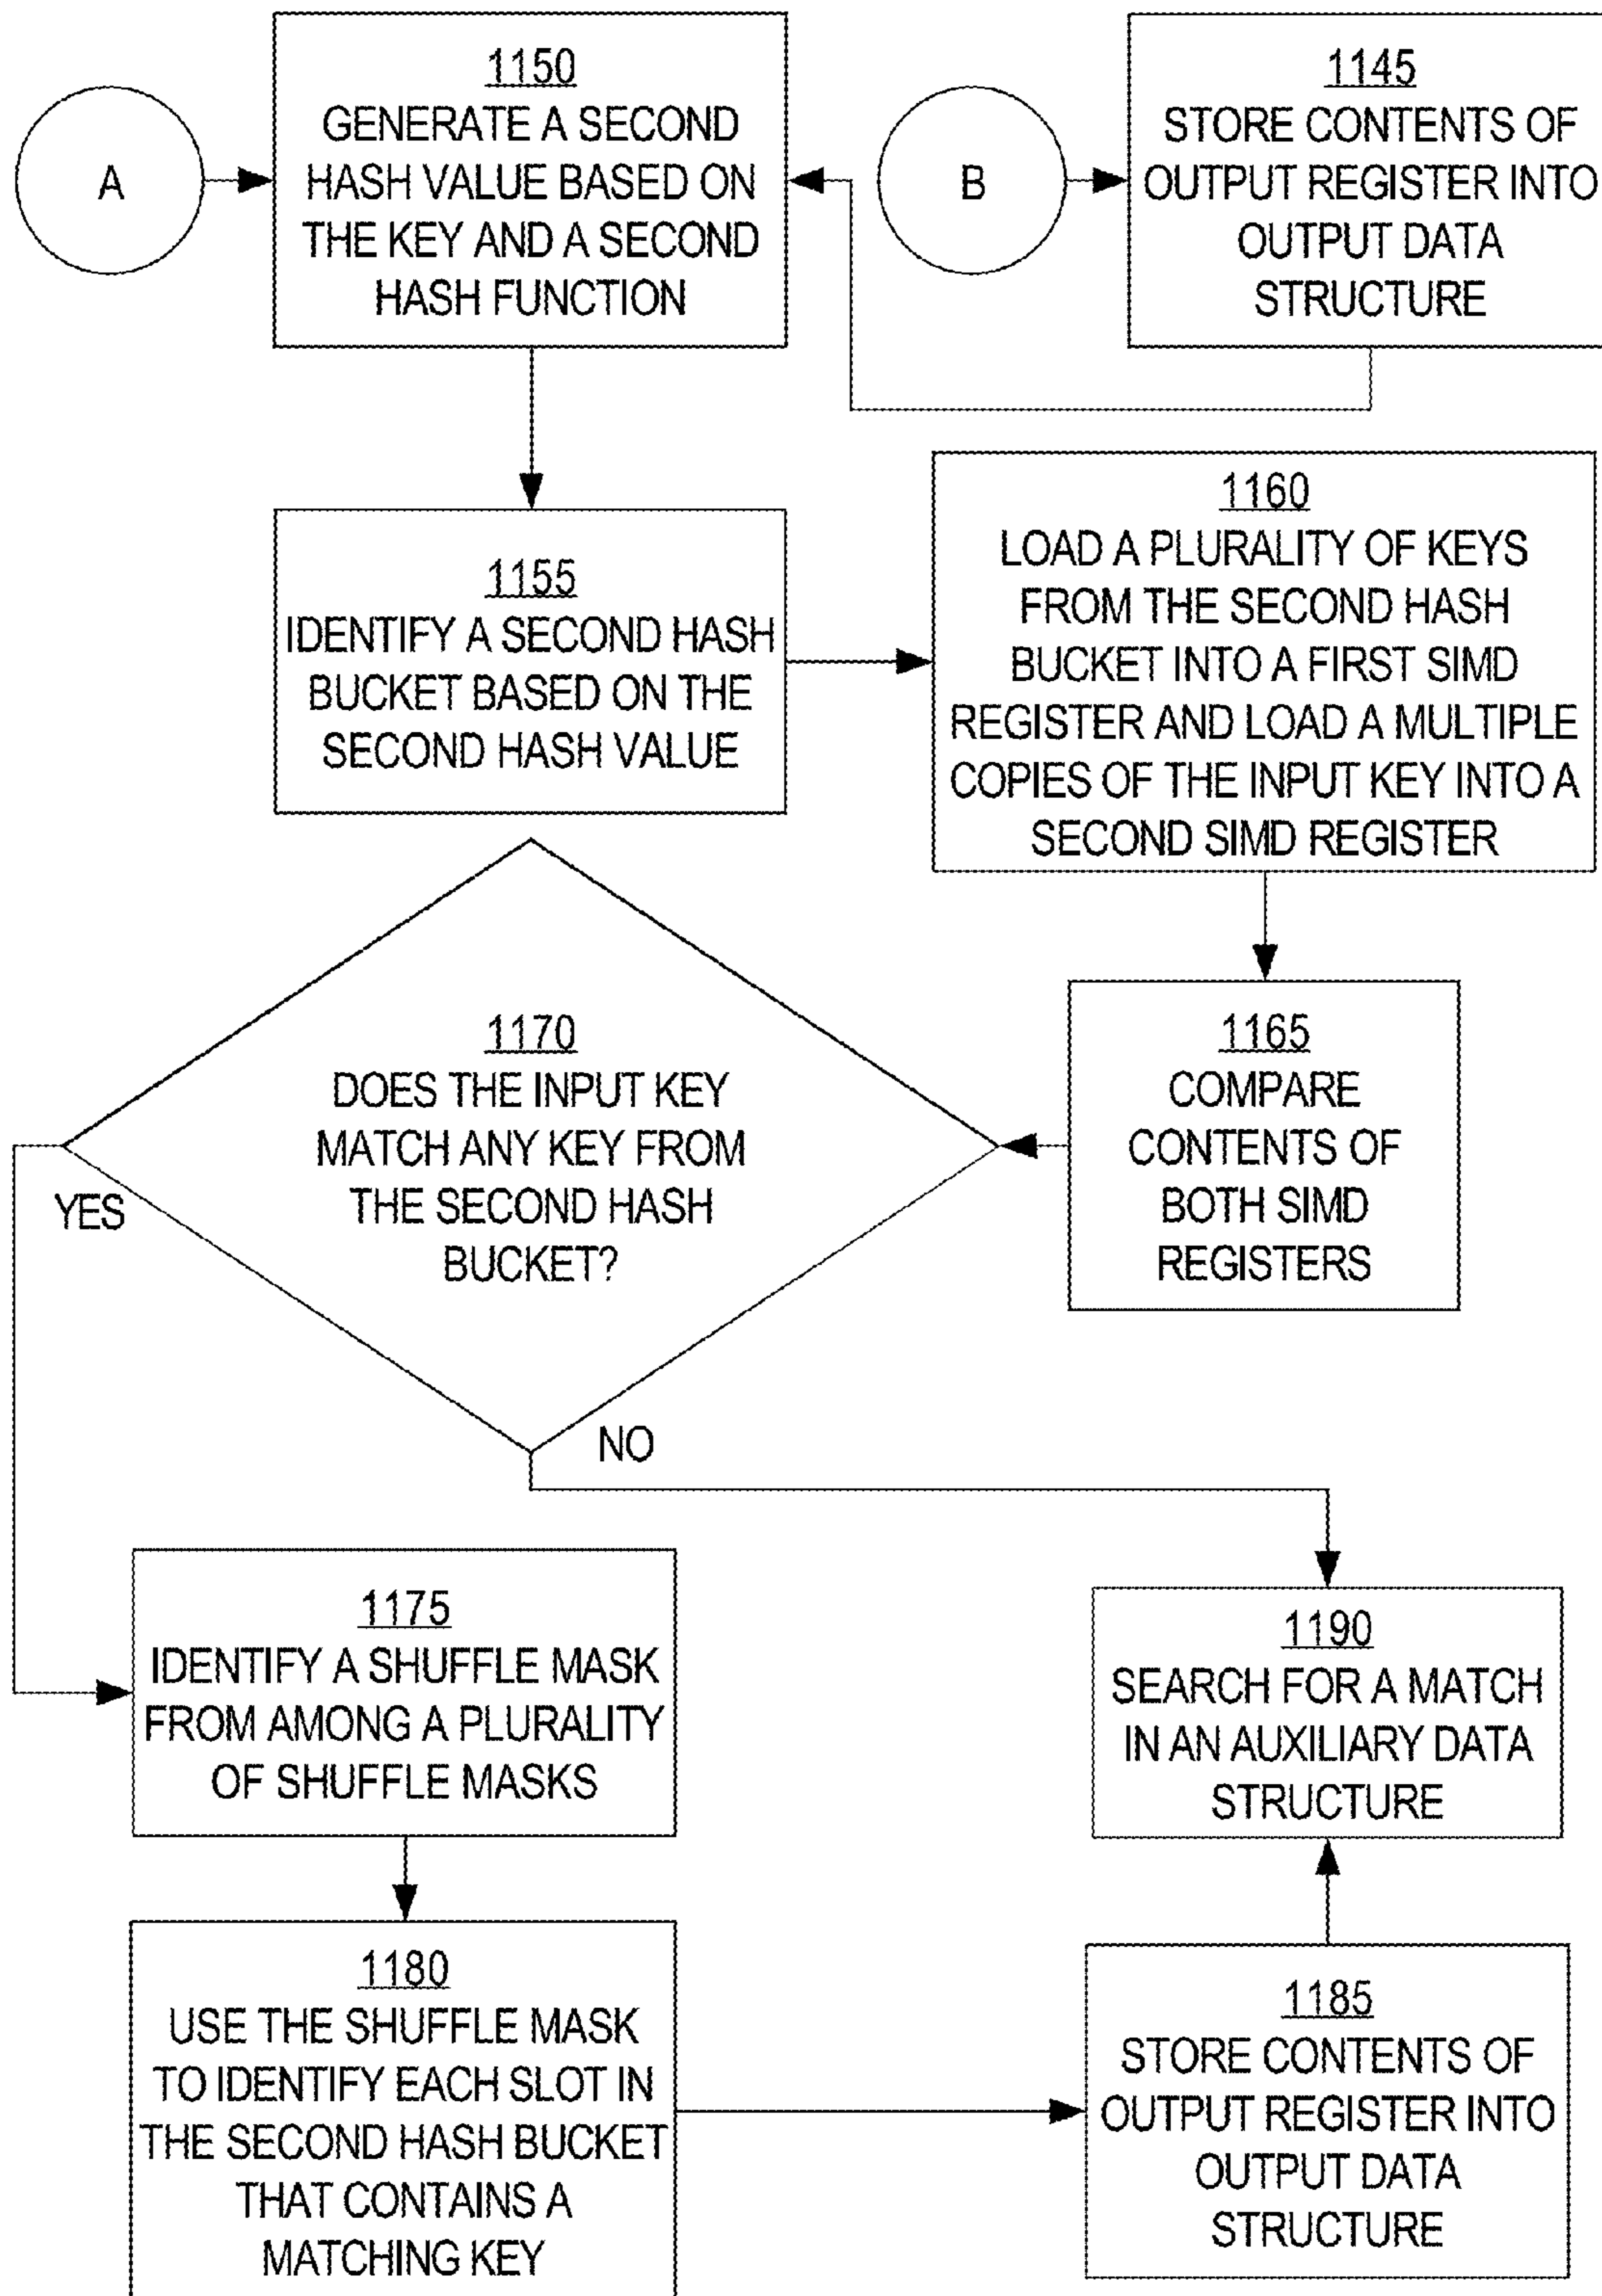 A
1150
GENERATE A SECOND
HASH VALUE BASED ON
THE KEY AND A SECOND
HASH FUNCTION
B
1145
STORE CONTENTS OF
OUTPUT REGISTER INTO
OUTPUT DATA
STRUCTURE
1155
IDENTIFY A SECOND HASH
BUCKET BASED ON THE
SECOND HASH VALUE
1160
LOAD A PLURALITY OF KEYS
FROM THE SECOND HASH
BUCKET INTO A FIRST SIMD
REGISTER AND LOAD A MULTIPLE
COPIES OF THE INPUT KEY INTO A
SECOND SIMD REGISTER
1165
COMPARE
CONTENTS OF
BOTH SIMD
REGISTERS
1170
DOES THE INPUT KEY
MATCH ANY KEY FROM
THE SECOND HASH
BUCKET?
YES
NO
1175
IDENTIFY A SHUFFLE MASK
FROM AMONG A PLURALITY
OF SHUFFLE MASKS
1180
USE THE SHUFFLE MASK
TO IDENTIFY EACH SLOT IN
THE SECOND HASH BUCKET
THAT CONTAINS A
MATCHING KEY
1185
STORE CONTENTS OF
OUTPUT REGISTER INTO
OUTPUT DATA
STRUCTURE
1190
SEARCH FOR A MATCH
IN AN AUXILIARY DATA
STRUCTURE